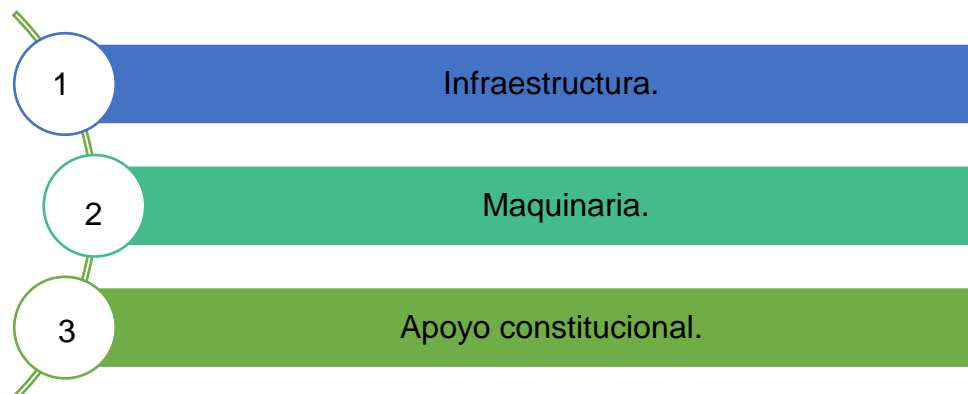 1
Infraestructura.
2
Maquinaria.
3
Apoyo constitucional.